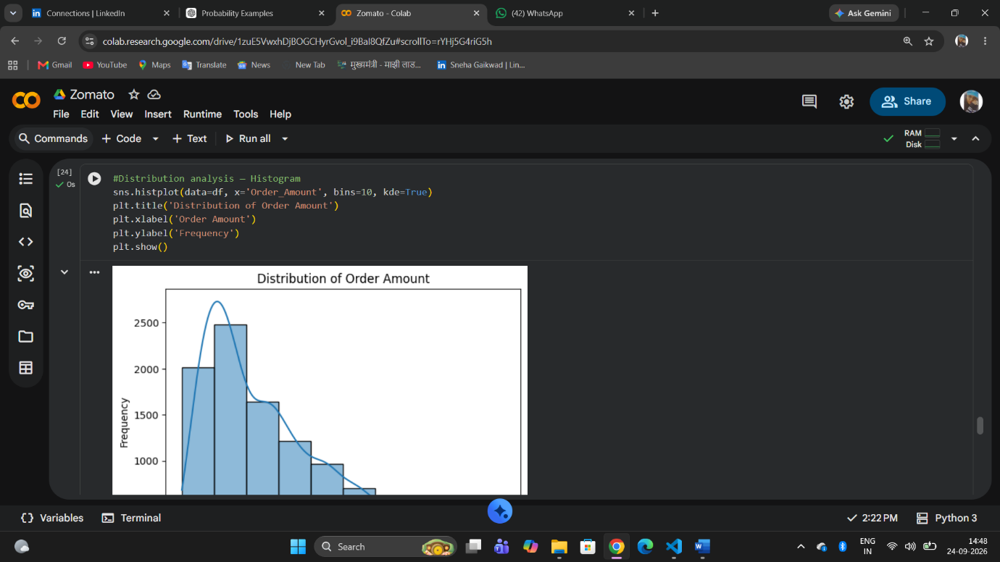 Connections | LinkedIn
Probability Examples
Zomato - Colab
(42) WhatsApp
Ask Gemini
colab.research.google.com/drive/1zuE5VwxhDjBOGCHyrGvol_i9Bal8QfZu#scrollTo=rYHj5G4riG5h
Gmail
YouTube
Maps
Translate
News
New Tab
मुख्यमंत्री - माझी लाड...
Sneha Gaikwad | Lin...
Zomato
File Edit View Insert Runtime Tools Help
Share
Commands
+ Code
+ Text
Run all
RAM
Disk
[24]
0s
#Distribution analysis — Histogram
sns.histplot(data=df, x='Order_Amount', bins=10, kde=True)
plt.title('Distribution of Order Amount')
plt.xlabel('Order Amount')
plt.ylabel('Frequency')
plt.show()
Distribution of Order Amount
2500
2000
1500
1000
Frequency
Variables
Terminal
2:22 PM
Python 3
Search
ENG
IN
14:48
24-09-2026